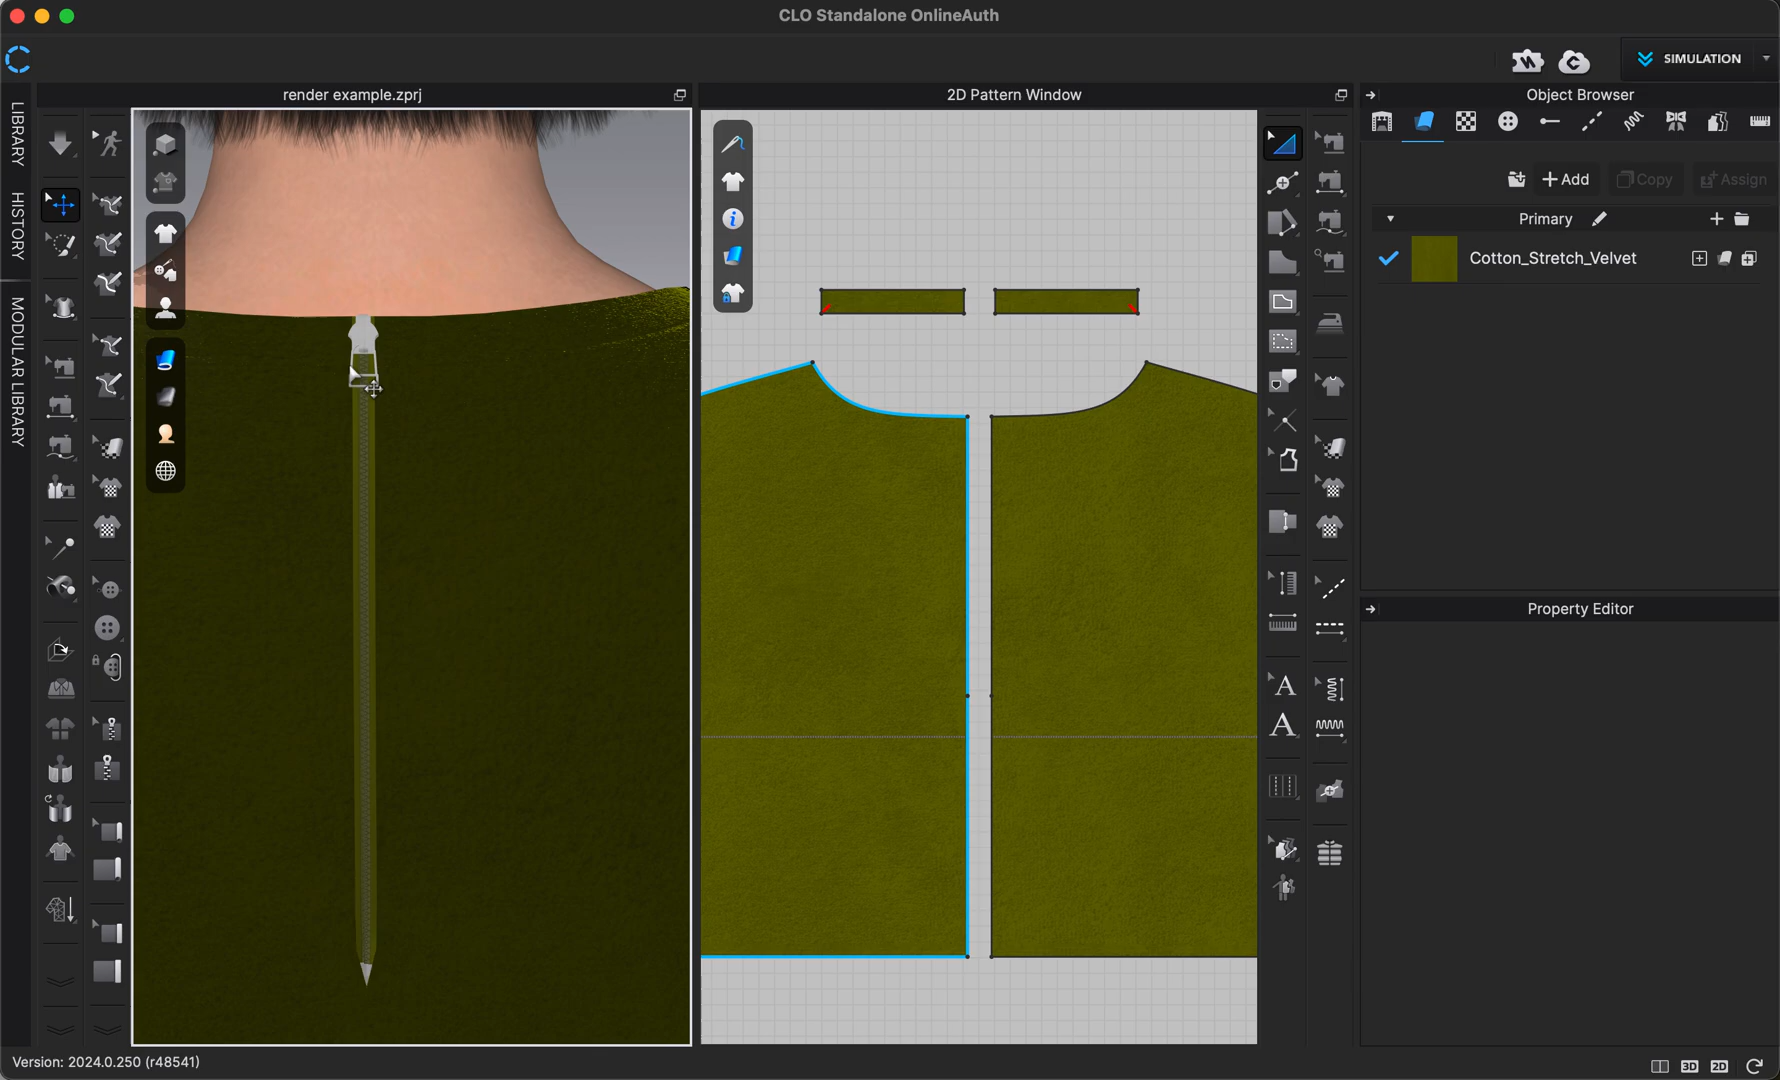 CLO Standalone OnlineAuth
SIMULATION
LIBRARY
HISTORY
MODULAR LIBRARY
render example.zprj
2D Pattern Window
Object Browser
Add
Copy
Assign
Primary
Cotton_Stretch_Velvet
Property Editor
A
A
Version: 2024.0.250 (r48541)
3D
2D